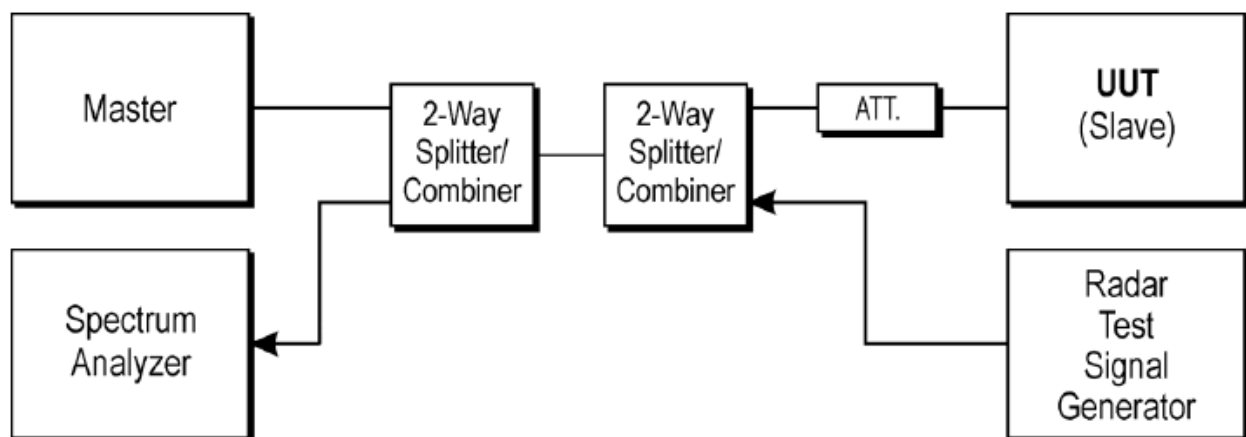 Master
2-Way
Splitter/
Combiner
2-Way
Splitter/
Combiner
ATT.
UUT
(Slave)
Spectrum
Analyzer
Radar
Test
Signal
Generator